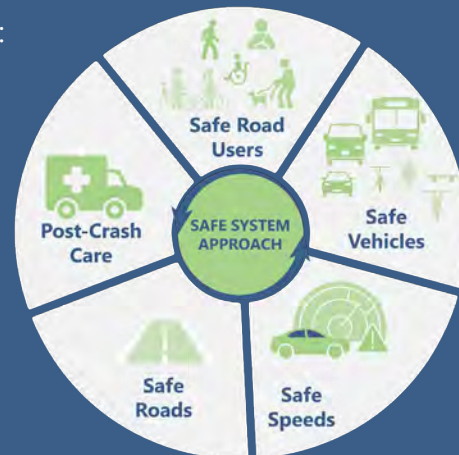 :
Safe Road
Users
Safe
Vehicles
Safe
Speeds
Safe
Roads
Post-Crash
Care
SAFE SYSTEM
APPROACH